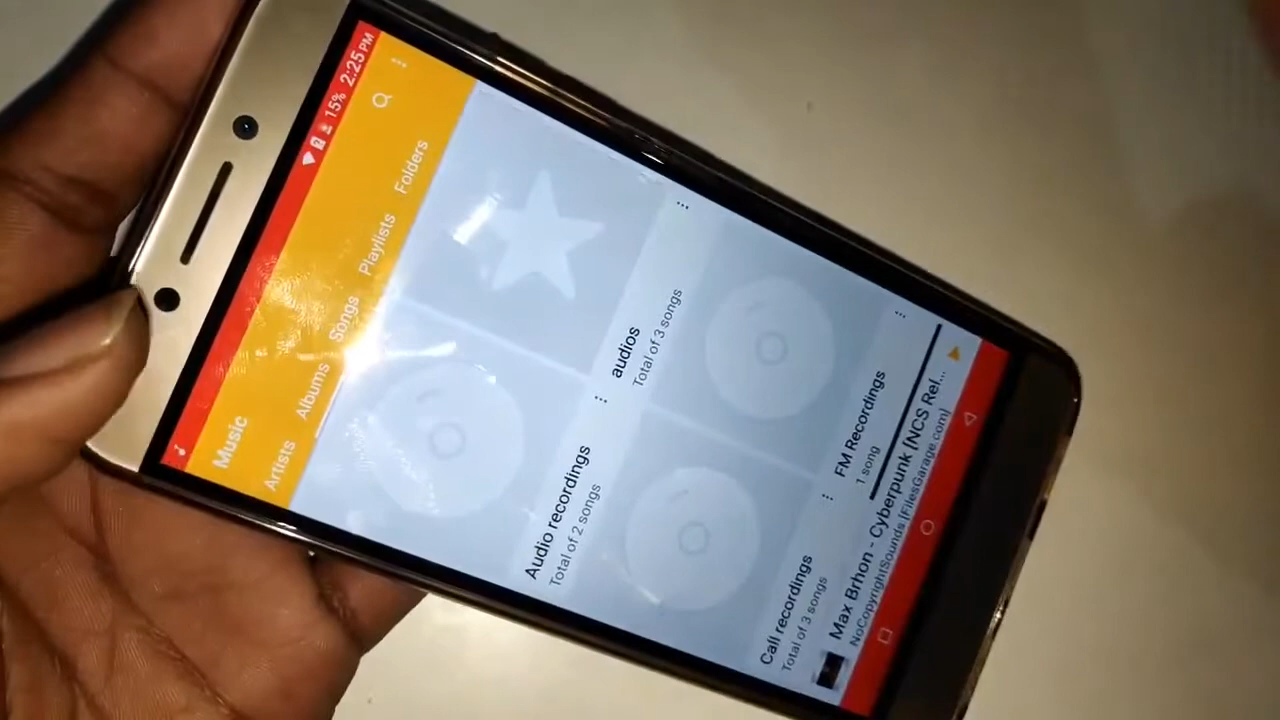 15% 2:25 PM
Music
Artists Albums Songs Playlists Folders
Audio recordings
Total of 2 songs
audios
Total of 3 songs
Call recordings
Total of 3 songs
FM Recordings
1 song
Max Brhon - Cyberpunk [NCS Rel...
NoCopyrightSounds [FilesGarage.com]